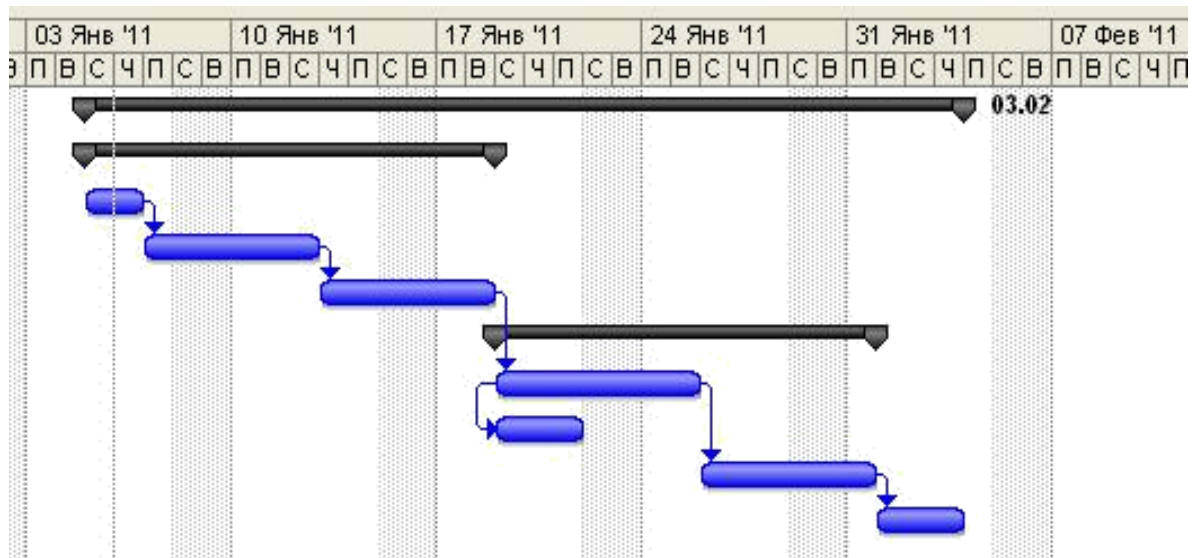 03 Янв '11 10 Янв '11 17 Янв '11 24 Янв '11 31 Янв '11 07 Фев '11
В П В С Ч П С В П В С Ч П С В П В С Ч П С В П В С Ч П С В П В С Ч П С В П В С Ч П
03.02